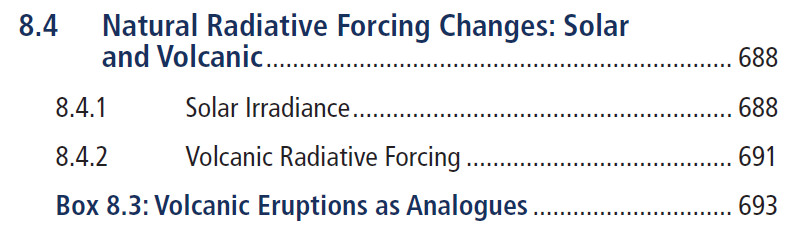 8.4 Natural Radiative Forcing Changes: Solar
and Volcanic........................................................................ 688
8.4.1 Solar Irradiance......................................................... 688
8.4.2 Volcanic Radiative Forcing ........................................ 691
Box 8.3: Volcanic Eruptions as Analogues .............................. 693